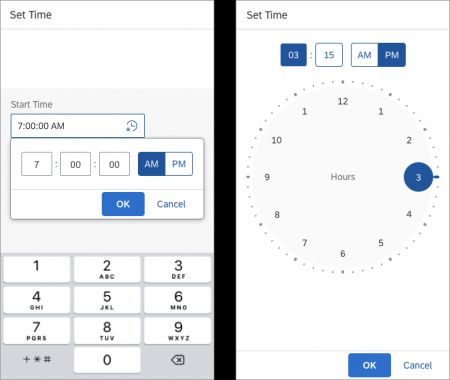 Set Time
Start Time
7:00:00 AM
7 : 00 : 00 AM PM
OK Cancel
1
2 ABC
3 DEF
4 GHI
5 JKL
6 MNO
7 PQRS
8 TUV
9 WXYZ
+ * #
0
Set Time
03 : 15 AM PM
12
1 1
10 2
9 Hours 3
8 4
7 5
6
OK Cancel